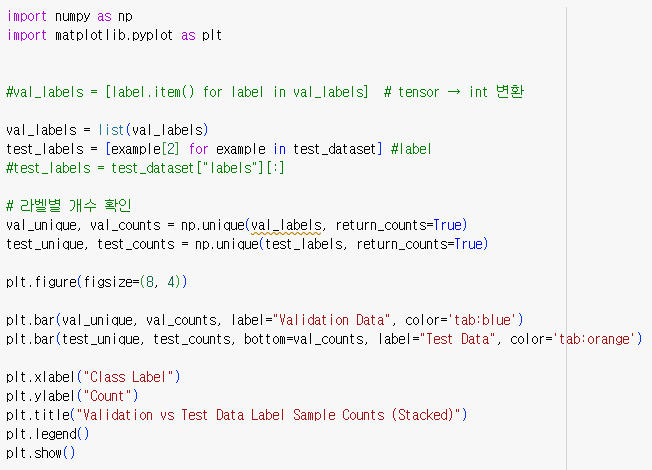 import numpy as np
import matplotlib.pyplot as plt
#val_labels = [label.item() for label in val_labels]  # tensor → int 변환
val_labels = list(val_labels)
test_labels = [example[2] for example in test_dataset] #label
#test_labels = test_dataset["labels"][:]
# 라벨별 개수 확인
val_unique, val_counts = np.unique(val_labels, return_counts=True)
test_unique, test_counts = np.unique(test_labels, return_counts=True)
plt.figure(figsize=(8, 4))
plt.bar(val_unique, val_counts, label="Validation Data", color='tab:blue')
plt.bar(test_unique, test_counts, bottom=val_counts, label="Test Data", color='tab:orange')
plt.xlabel("Class Label")
plt.ylabel("Count")
plt.title("Validation vs Test Data Label Sample Counts (Stacked)")
plt.legend()
plt.show()